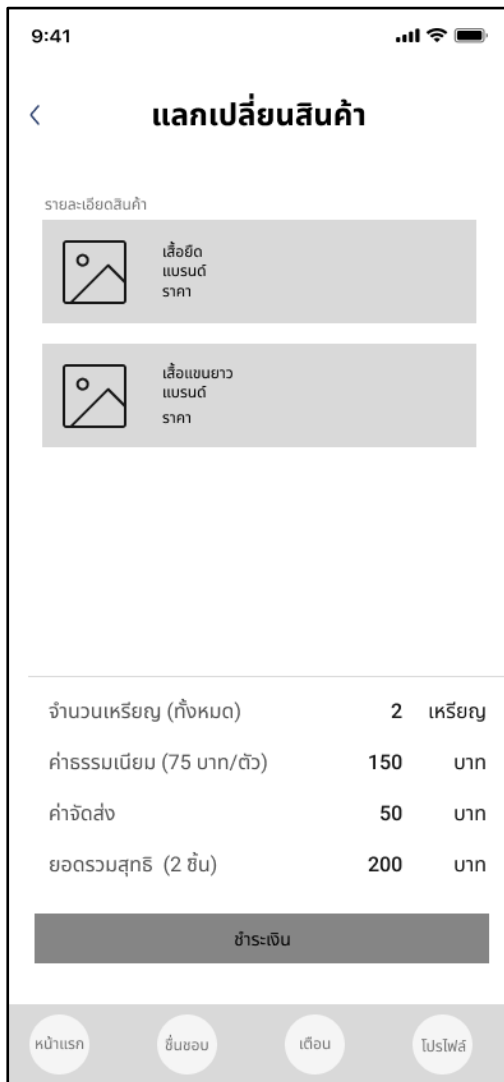 9:41
แลกเปลี่ยนสินค้า
รายละเอียดสินค้า
เสื้อยืด
แบรนด์
ราคา
เสื้อแขนยาว
แบรนด์
ราคา
จำนวนเหรียญ (ทั้งหมด) 2 เหรียญ
ค่าธรรมเนียม (75 บาท/ตัว) 150 บาท
ค่าจัดส่ง 50 บาท
ยอดรวมสุทธิ (2 ชิ้น) 200 บาท
ชำระเงิน
หน้าแรก ชื่นชอบ เตือน โปรไฟล์